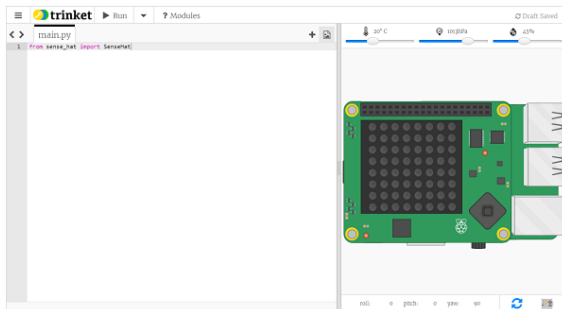 trinket Run ? Modules Draft Saved
main.py
20° C 1013hPa 43%
1 from sense_hat import SenseHat
roll: 0 pitch: 0 yaw: 90